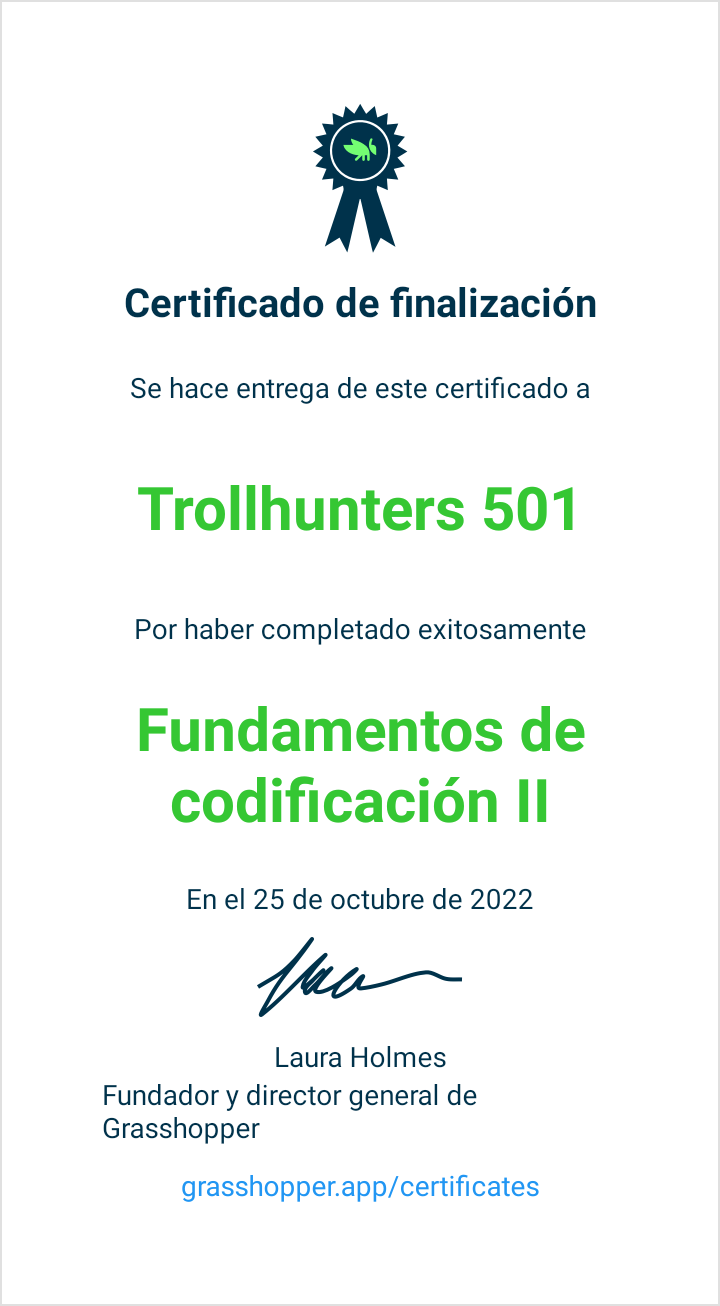 Certificado de finalización
Se hace entrega de este certificado a
Trollhunters 501
Por haber completado exitosamente
Fundamentos de
codificación II
En el 25 de octubre de 2022
Laura Holmes
Fundador y director general de
Grasshopper
grasshopper.app/certificates